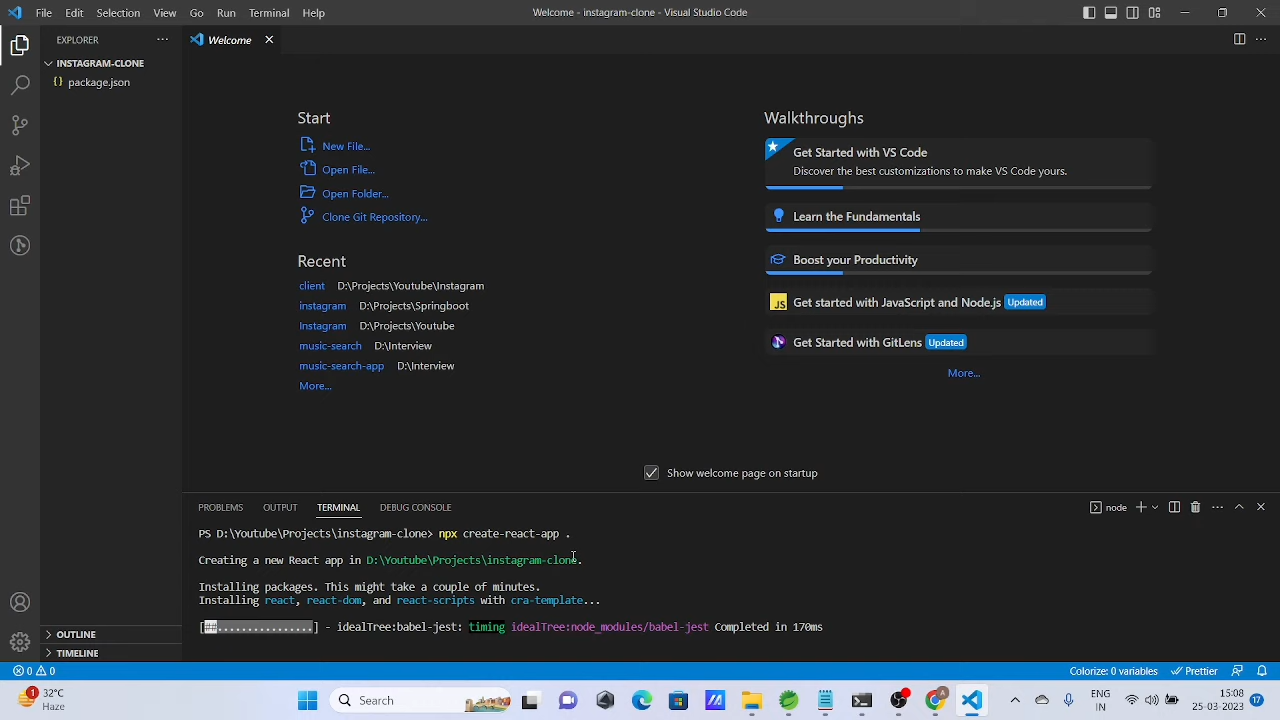 File Edit Selection View Go Run Terminal Help
Welcome - instagram-clone - Visual Studio Code
EXPLORER
INSTAGRAM-CLONE
{} package.json
Welcome
Start
New File...
Open File...
Open Folder...
Clone Git Repository...
Recent
client D:\Projects\Youtube\Instagram
instagram D:\Projects\Springboot
Instagram D:\Projects\Youtube
music-search D:\Interview
music-search-app D:\Interview
More...
Walkthroughs
Get Started with VS Code
Discover the best customizations to make VS Code yours.
Learn the Fundamentals
Boost your Productivity
JS Get started with JavaScript and Node.js Updated
Get Started with GitLens Updated
More...
Show welcome page on startup
PROBLEMS OUTPUT TERMINAL DEBUG CONSOLE
node
PS D:\Youtube\Projects\instagram-clone> npx create-react-app .
Creating a new React app in D:\Youtube\Projects\instagram-clone.
Installing packages. This might take a couple of minutes.
Installing react, react-dom, and react-scripts with cra-template...
[##................] - idealTree:babel-jest: timing idealTree:node_modules/babel-jest Completed in 170ms
OUTLINE
TIMELINE
0 0
Colorize: 0 variables Prettier
1 32°C
Haze
Search
ENG
IN
15:08
25-03-2023
17